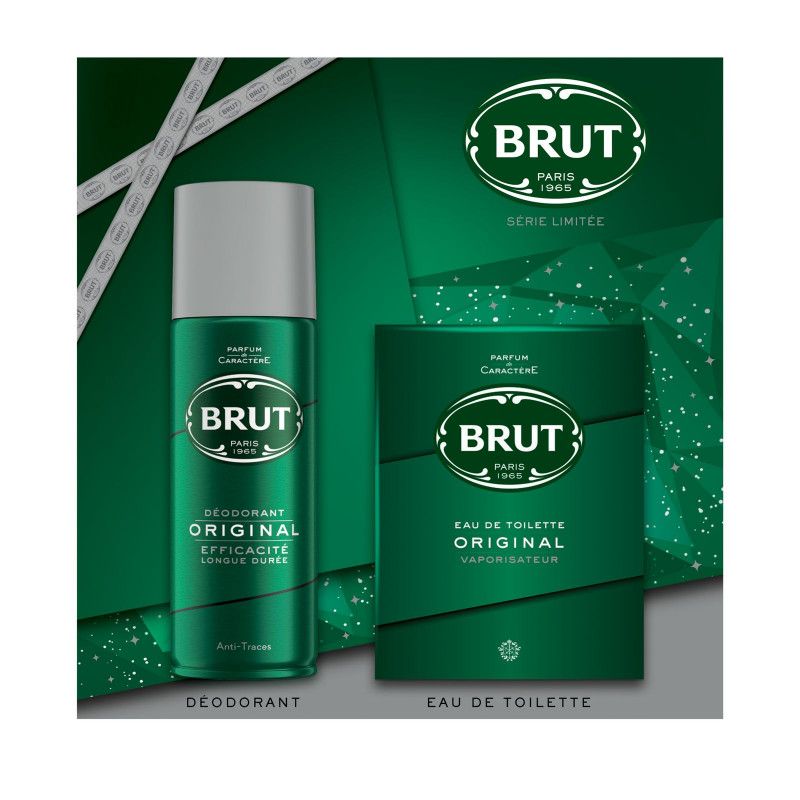 BRUT
PARIS
1965
SÉRIE LIMITÉE
PARFUM
de
CARACTÈRE
BRUT
PARIS
1965
DÉODORANT
ORIGINAL
EFFICACITÉ
LONGUE DURÉE
Anti-Traces
PARFUM
de
CARACTÈRE
BRUT
PARIS
1965
EAU DE TOILETTE
ORIGINAL
VAPORISATEUR
DÉODORANT
EAU DE TOILETTE